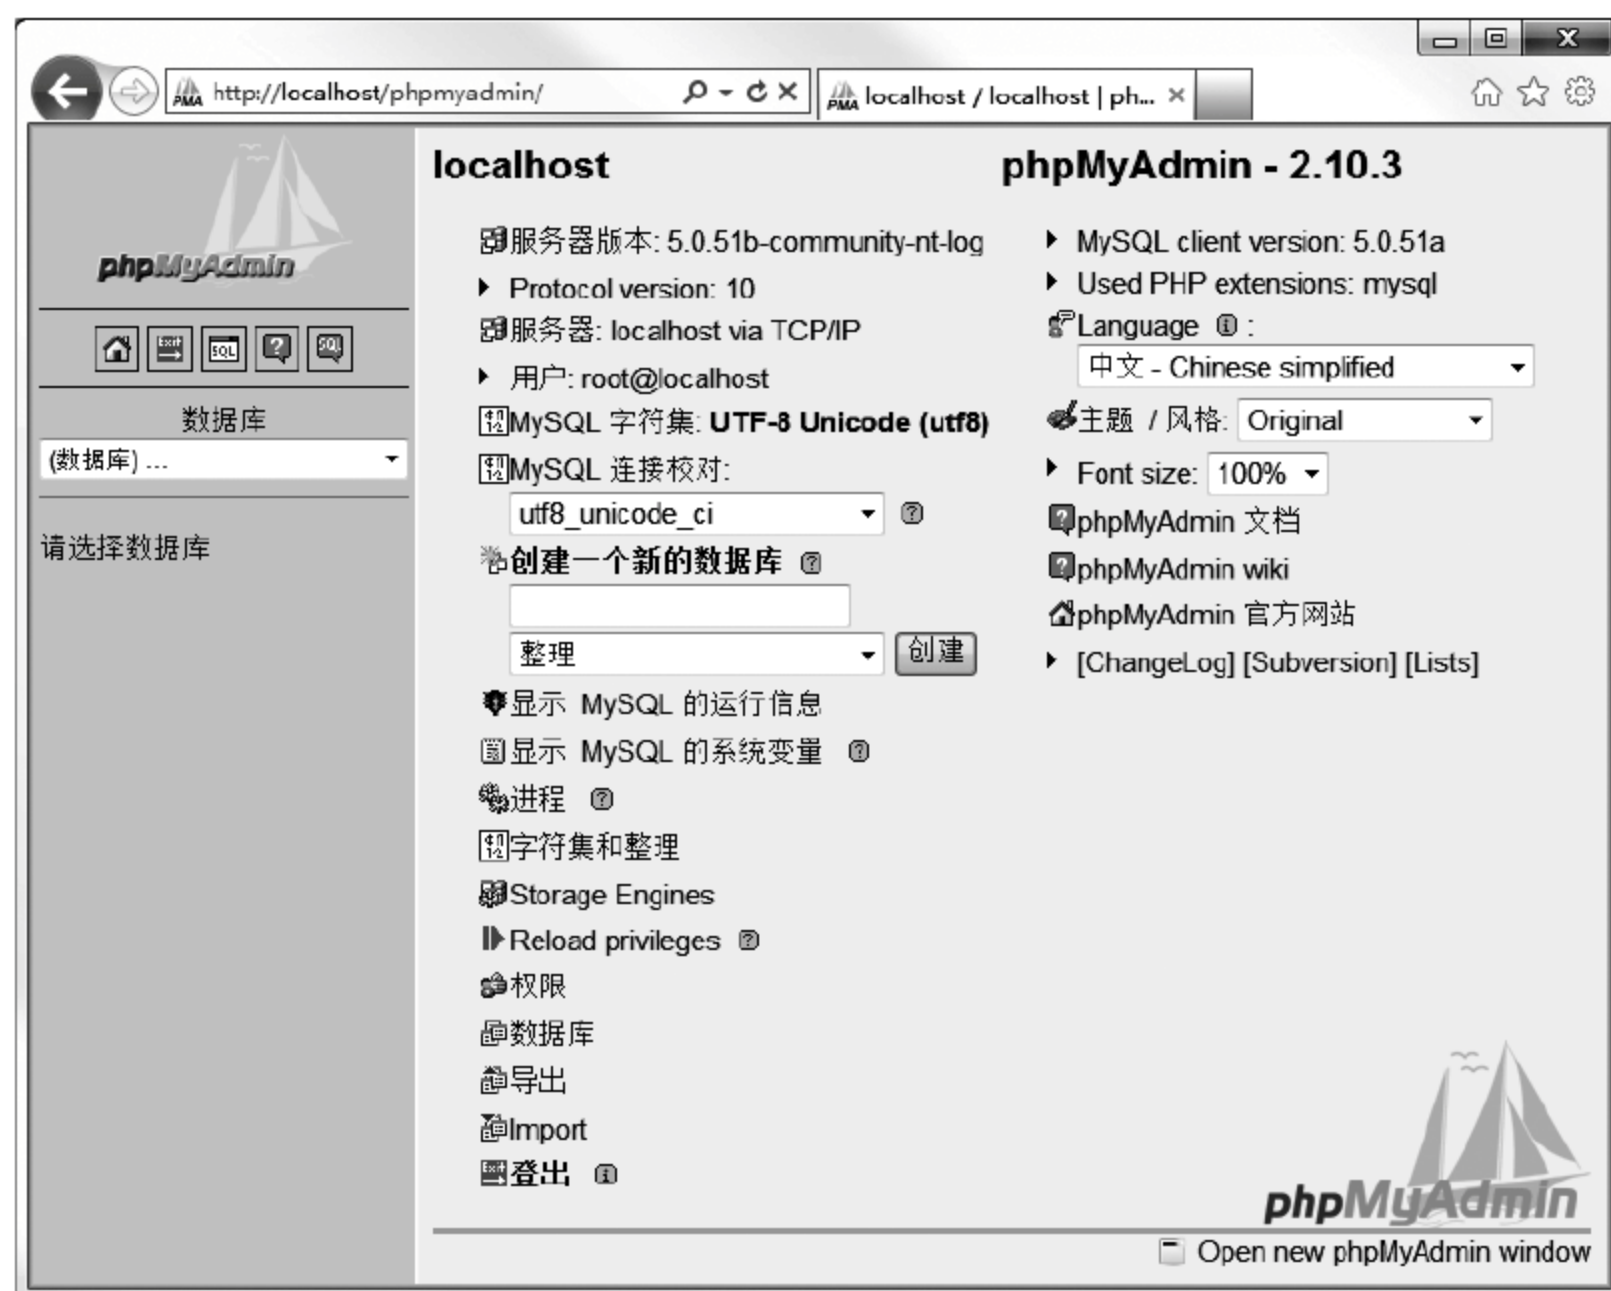 http://localhost/phpmyadmin/
localhost / localhost | ph...
phpMyAdmin
数据库
(数据库) ...
请选择数据库
localhost
服务器版本: 5.0.51b-community-nt-log
Protocol version: 10
服务器: localhost via TCP/IP
用户: root@localhost
MySQL 字符集: UTF-8 Unicode (utf8)
MySQL 连接校对:
utf8_unicode_ci
创建一个新的数据库
整理
创建
显示 MySQL 的运行信息
显示 MySQL 的系统变量
进程
字符集和整理
Storage Engines
Reload privileges
权限
数据库
导出
Import
登出
phpMyAdmin - 2.10.3
MySQL client version: 5.0.51a
Used PHP extensions: mysql
Language :
中文 - Chinese simplified
主题 / 风格: Original
Font size: 100%
phpMyAdmin 文档
phpMyAdmin wiki
phpMyAdmin 官方网站
[ChangeLog] [Subversion] [Lists]
phpMyAdmin
Open new phpMyAdmin window